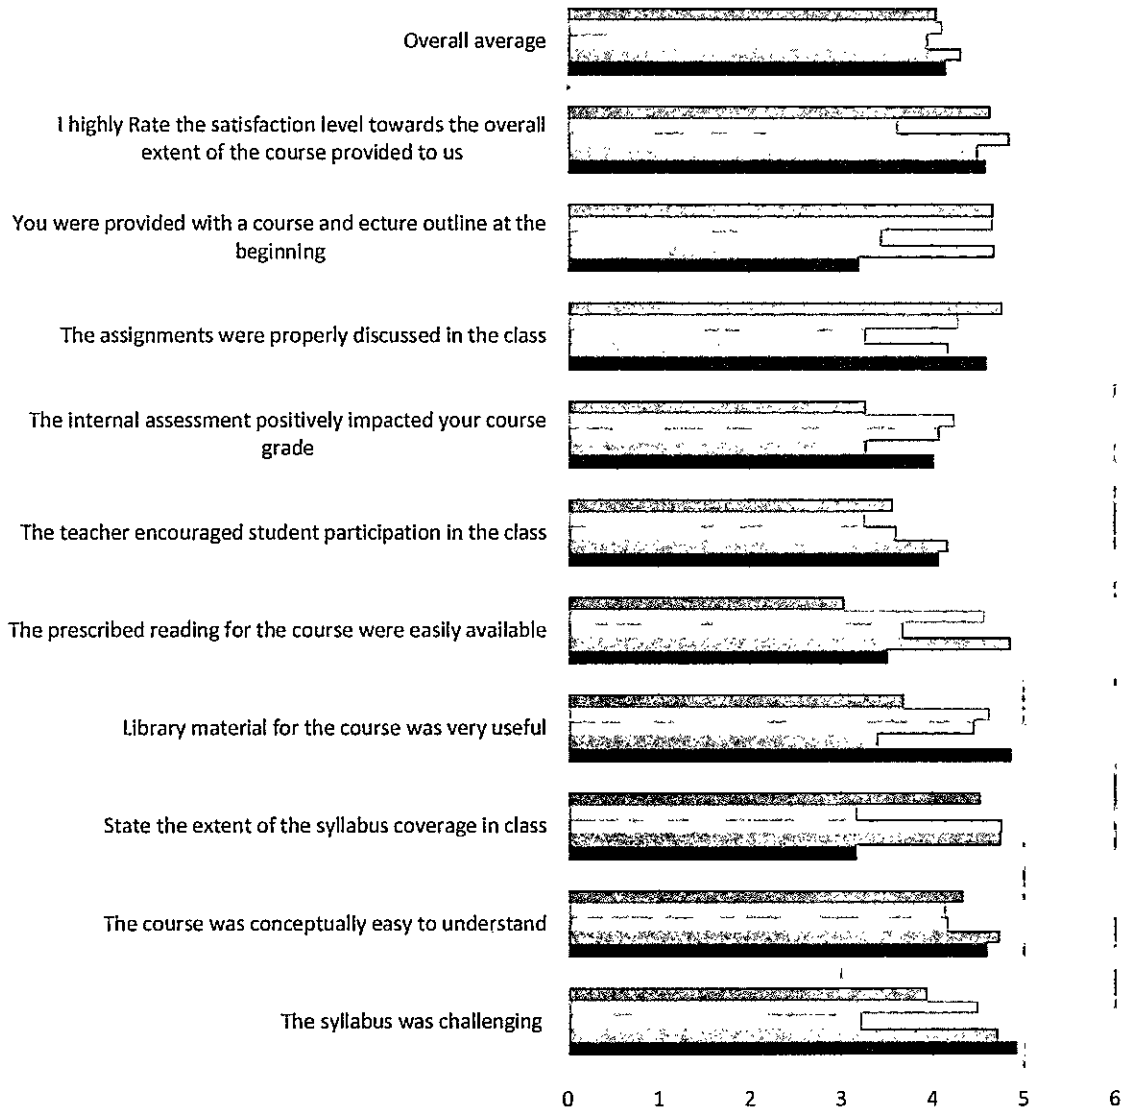 Overall average
I highly Rate the satisfaction level towards the overall
extent of the course provided to us
You were provided with a course and ecture outline at the
beginning
The assignments were properly discussed in the class
The internal assessment positively impacted your course
grade
The teacher encouraged student participation in the class
The prescribed reading for the course were easily available
Library material for the course was very useful
State the extent of the syllabus coverage in class
The course was conceptually easy to understand
The syllabus was challenging
0 1 2 3 4 5 6